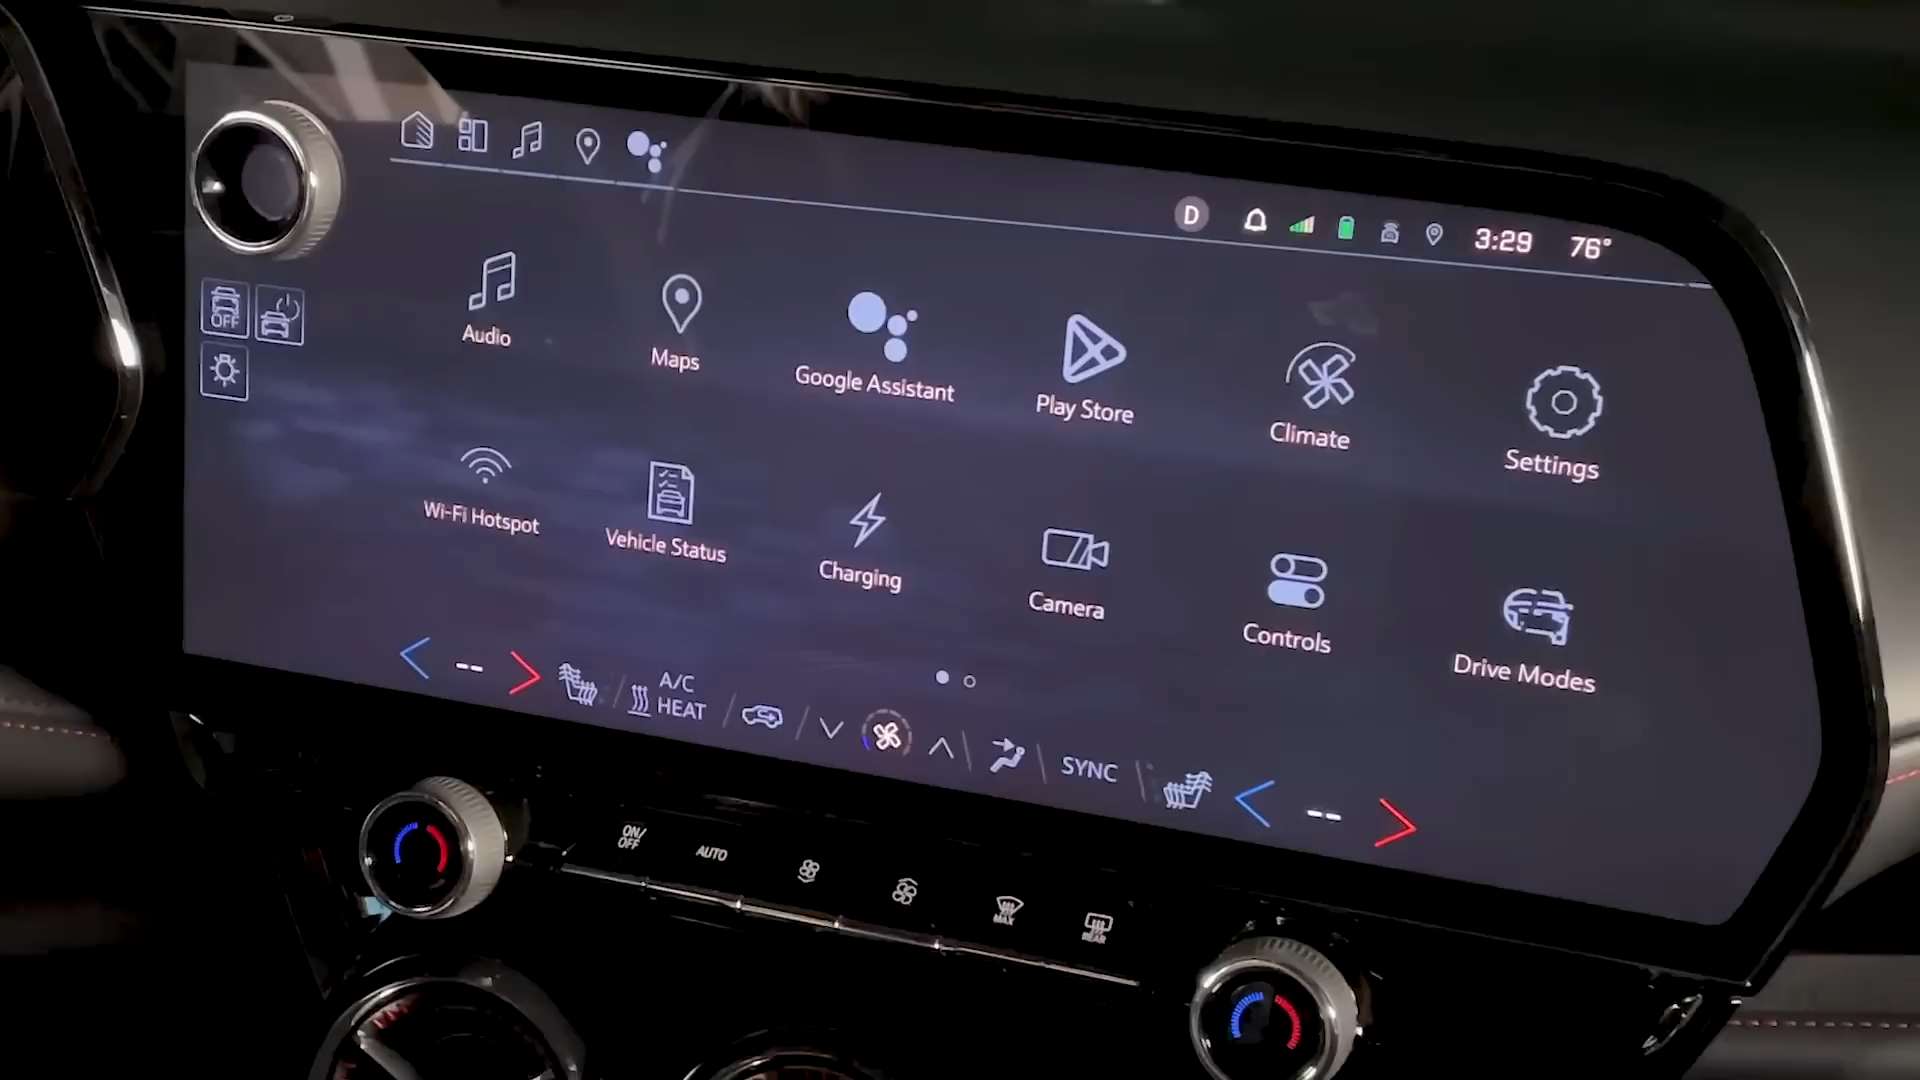 D 3:29 76°
OFF
Audio
Maps
Google Assistant
Play Store
Climate
Settings
Wi-Fi Hotspot
Vehicle Status
Charging
Camera
Controls
Drive Modes
-- A/C
HEAT
SYNC
--
ON/
OFF
AUTO
MAX
REAR